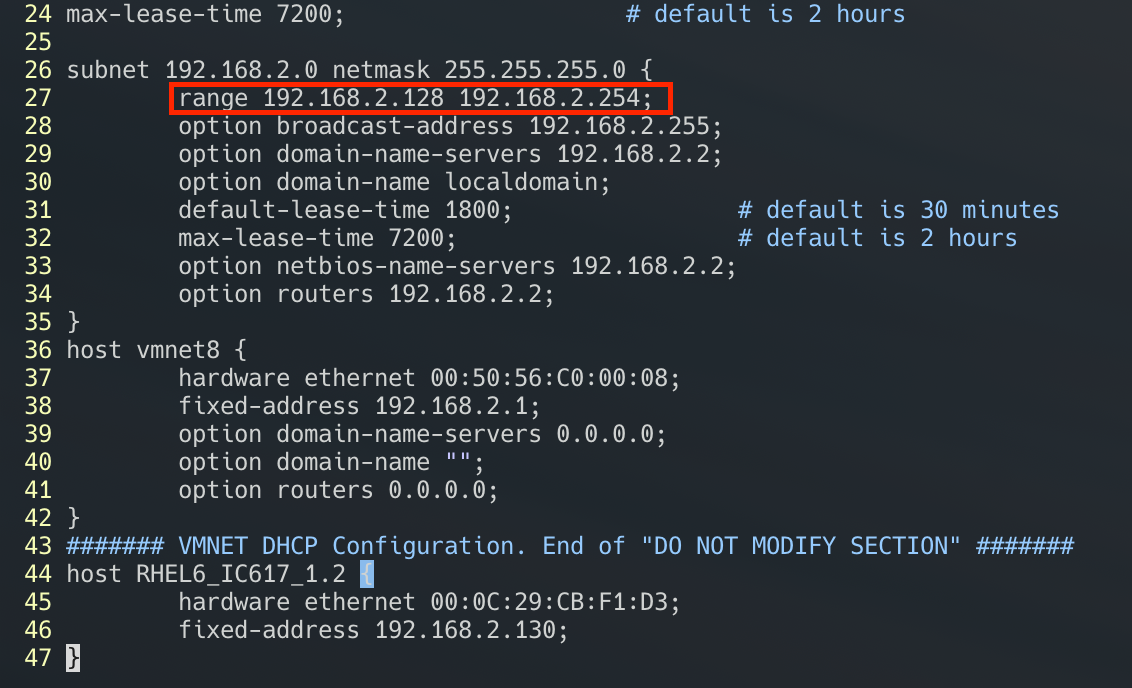 24 max-lease-time 7200;                    # default is 2 hours
25
26 subnet 192.168.2.0 netmask 255.255.255.0 {
27         range 192.168.2.128 192.168.2.254;
28         option broadcast-address 192.168.2.255;
29         option domain-name-servers 192.168.2.2;
30         option domain-name localdomain;
31         default-lease-time 1800;                # default is 30 minutes
32         max-lease-time 7200;                    # default is 2 hours
33         option netbios-name-servers 192.168.2.2;
34         option routers 192.168.2.2;
35 }
36 host vmnet8 {
37         hardware ethernet 00:50:56:C0:00:08;
38         fixed-address 192.168.2.1;
39         option domain-name-servers 0.0.0.0;
40         option domain-name "";
41         option routers 0.0.0.0;
42 }
43 ####### VMNET DHCP Configuration. End of "DO NOT MODIFY SECTION" #######
44 host RHEL6_IC617_1.2 {
45         hardware ethernet 00:0C:29:CB:F1:D3;
46         fixed-address 192.168.2.130;
47 }